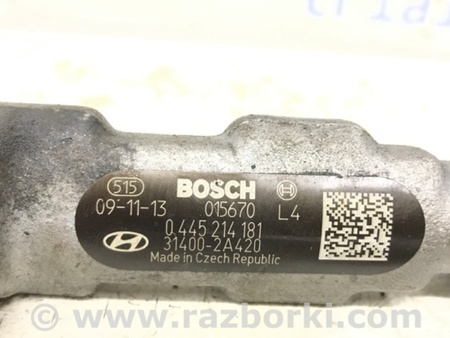 515 BOSCH
09-11-13 015670 L4
0 445 214 181
31400-2A420
Made in Czech Republic
© www.razborki.com